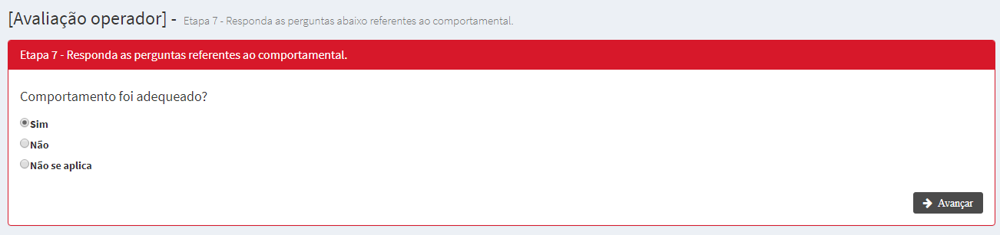 [Avaliação operador] - Etapa 7 - Responda as perguntas abaixo referentes ao comportamental.
Etapa 7 - Responda as perguntas referentes ao comportamental.
Comportamento foi adequeado?
Sim
Não
Não se aplica
Avançar